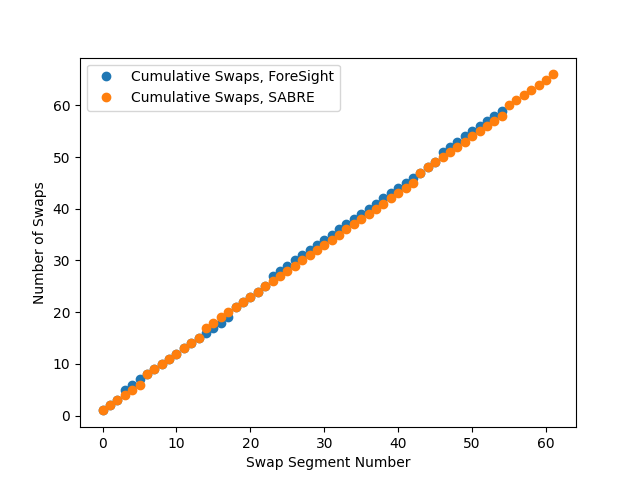 Cumulative Swaps, ForeSight
Cumulative Swaps, SABRE
Number of Swaps
60
50
40
30
20
10
0
0 10 20 30 40 50 60
Swap Segment Number